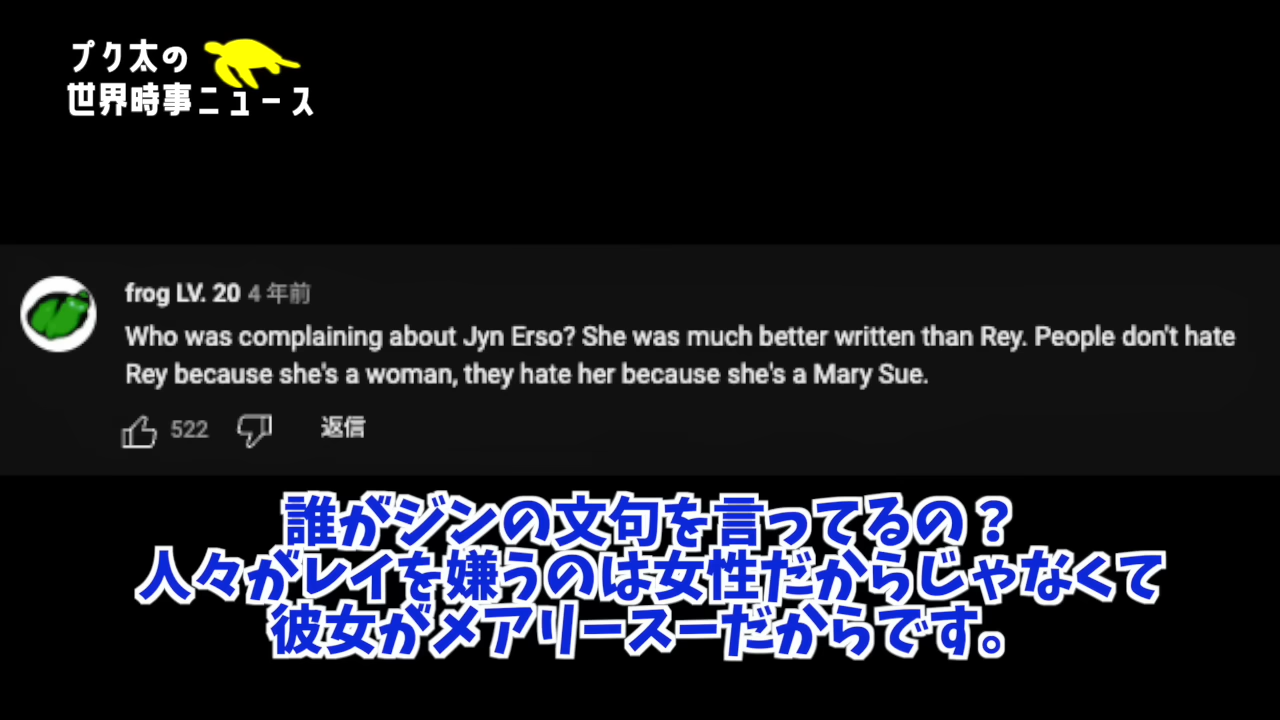 プク太の
世界時事ニュース
frog LV. 20 4 年前
Who was complaining about Jyn Erso? She was much better written than Rey. People don't hate
Rey because she's a woman, they hate her because she's a Mary Sue.
522 返信
誰がジンの文句を言ってるの？
人々がレイを嫌うのは女性だからじゃなくて
彼女がメアリースーだからです。